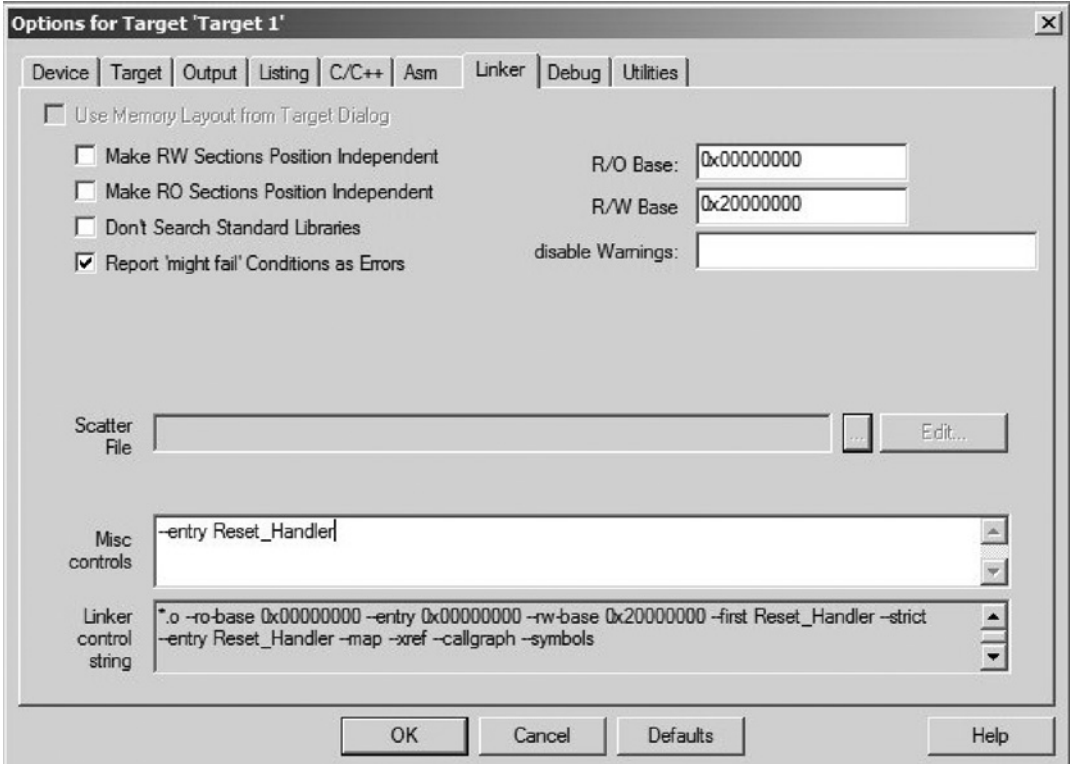 Options for Target 'Target 1'
Device Target Output Listing C/C++ Asm Linker Debug Utilities
Use Memory Layout from Target Dialog
Make RW Sections Position Independent
Make RO Sections Position Independent
Don't Search Standard Libraries
Report 'might fail' Conditions as Errors
R/O Base: 0x00000000
R/W Base 0x20000000
disable Warnings:
Scatter
File
... Edit...
Misc
controls
--entry Reset_Handler
Linker
control
string
*.o --ro-base 0x00000000 --entry 0x00000000 --rw-base 0x20000000 --first Reset_Handler --strict
--entry Reset_Handler --map --xref --callgraph --symbols
OK Cancel Defaults Help